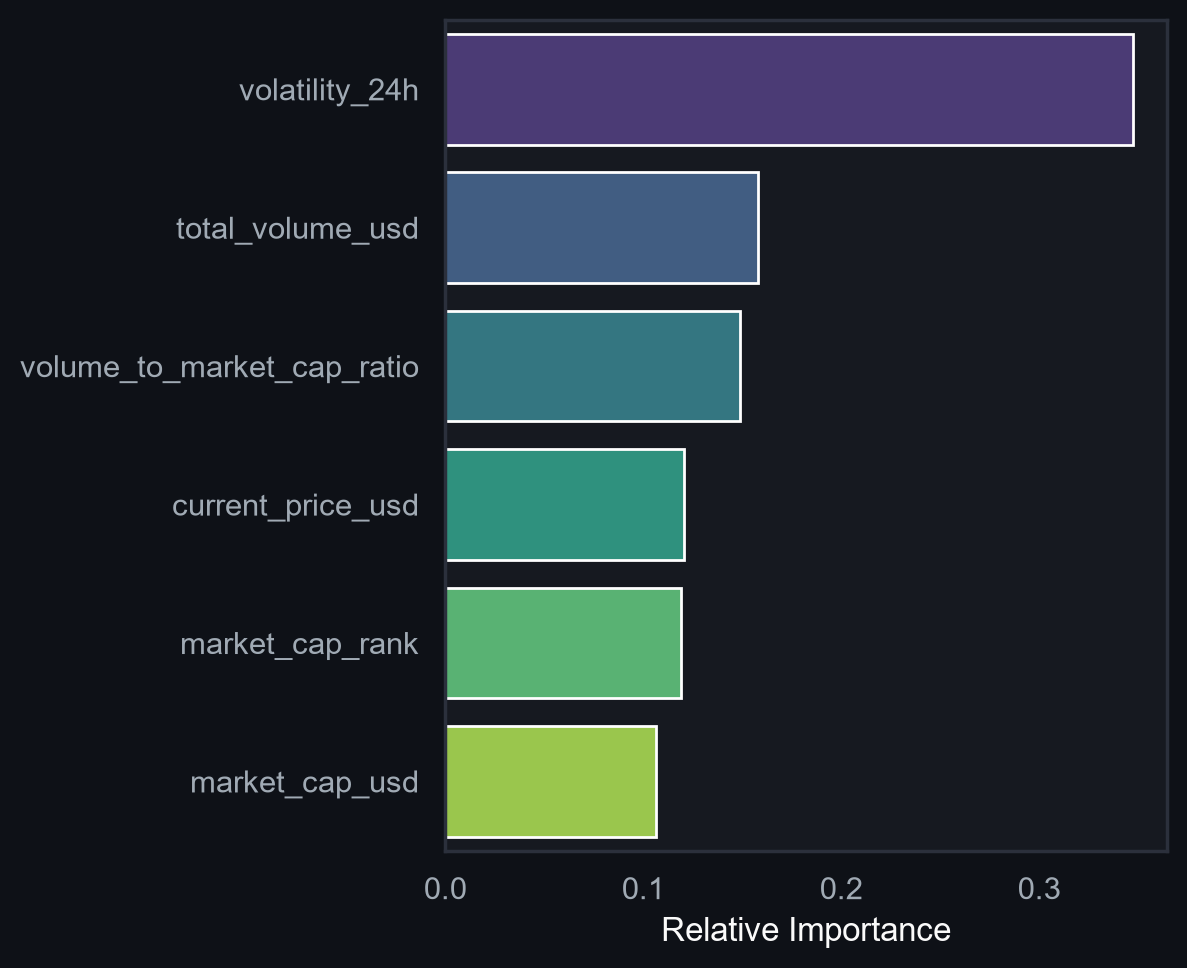 volatility_24h
total_volume_usd
volume_to_market_cap_ratio
current_price_usd
market_cap_rank
market_cap_usd
0.0 0.1 0.2 0.3
Relative Importance